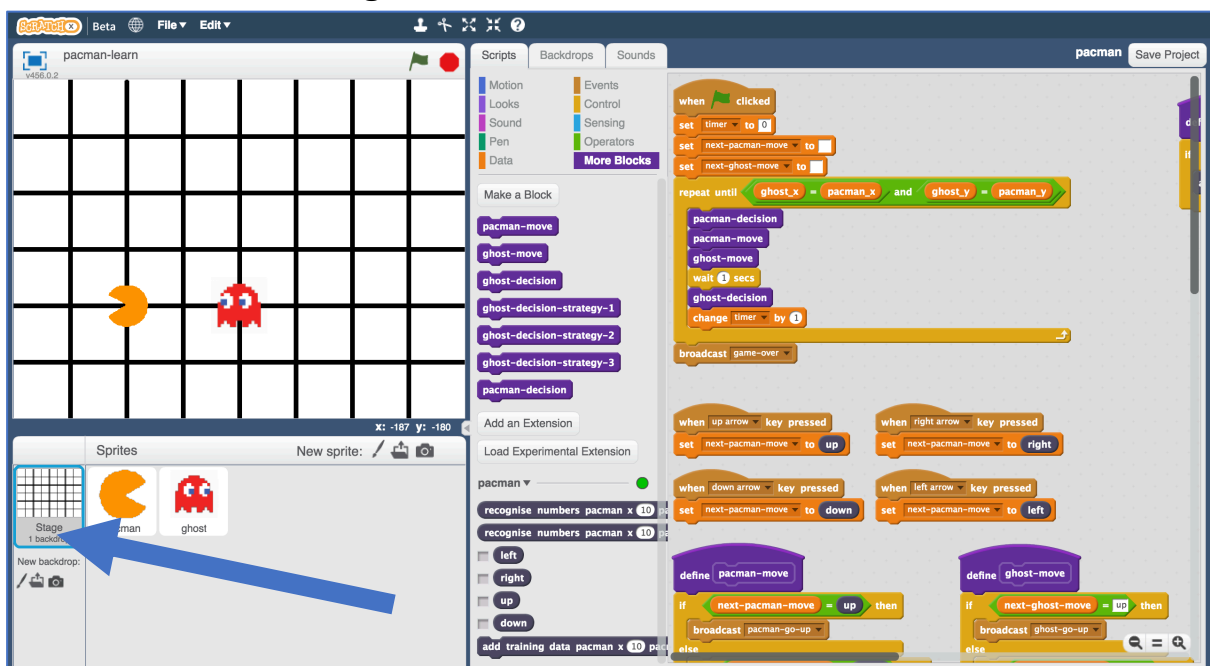 SCRATCHX Beta File▼ Edit▼
pacman-learn
v456.0.2
x: -187 y: -180
Sprites New sprite:
Stage
1 backdrop
ghost
New backdrop:
Scripts Backdrops Sounds
pacman Save Project
Motion Events
Looks Control
Sound Sensing
Pen Operators
Data More Blocks
Make a Block
pacman-move
ghost-move
ghost-decision
ghost-decision-strategy-1
ghost-decision-strategy-2
ghost-decision-strategy-3
pacman-decision
Add an Extension
Load Experimental Extension
pacman▼
recognise numbers pacman x 10
recognise numbers pacman x 10
left
right
up
down
add training data pacman x 10
when clicked
set timer to 0
set next-pacman-move to
set next-ghost-move to
repeat until ghost_x = pacman_x and ghost_y = pacman_y
pacman-decision
pacman-move
ghost-move
wait 1 secs
ghost-decision
change timer by 1
broadcast game-over
when up arrow key pressed
set next-pacman-move to up
when right arrow key pressed
set next-pacman-move to right
when down arrow key pressed
set next-pacman-move to down
when left arrow key pressed
set next-pacman-move to left
define pacman-move
if next-pacman-move = up then
broadcast pacman-go-up
else
define ghost-move
if next-ghost-move = up then
broadcast ghost-go-up
else